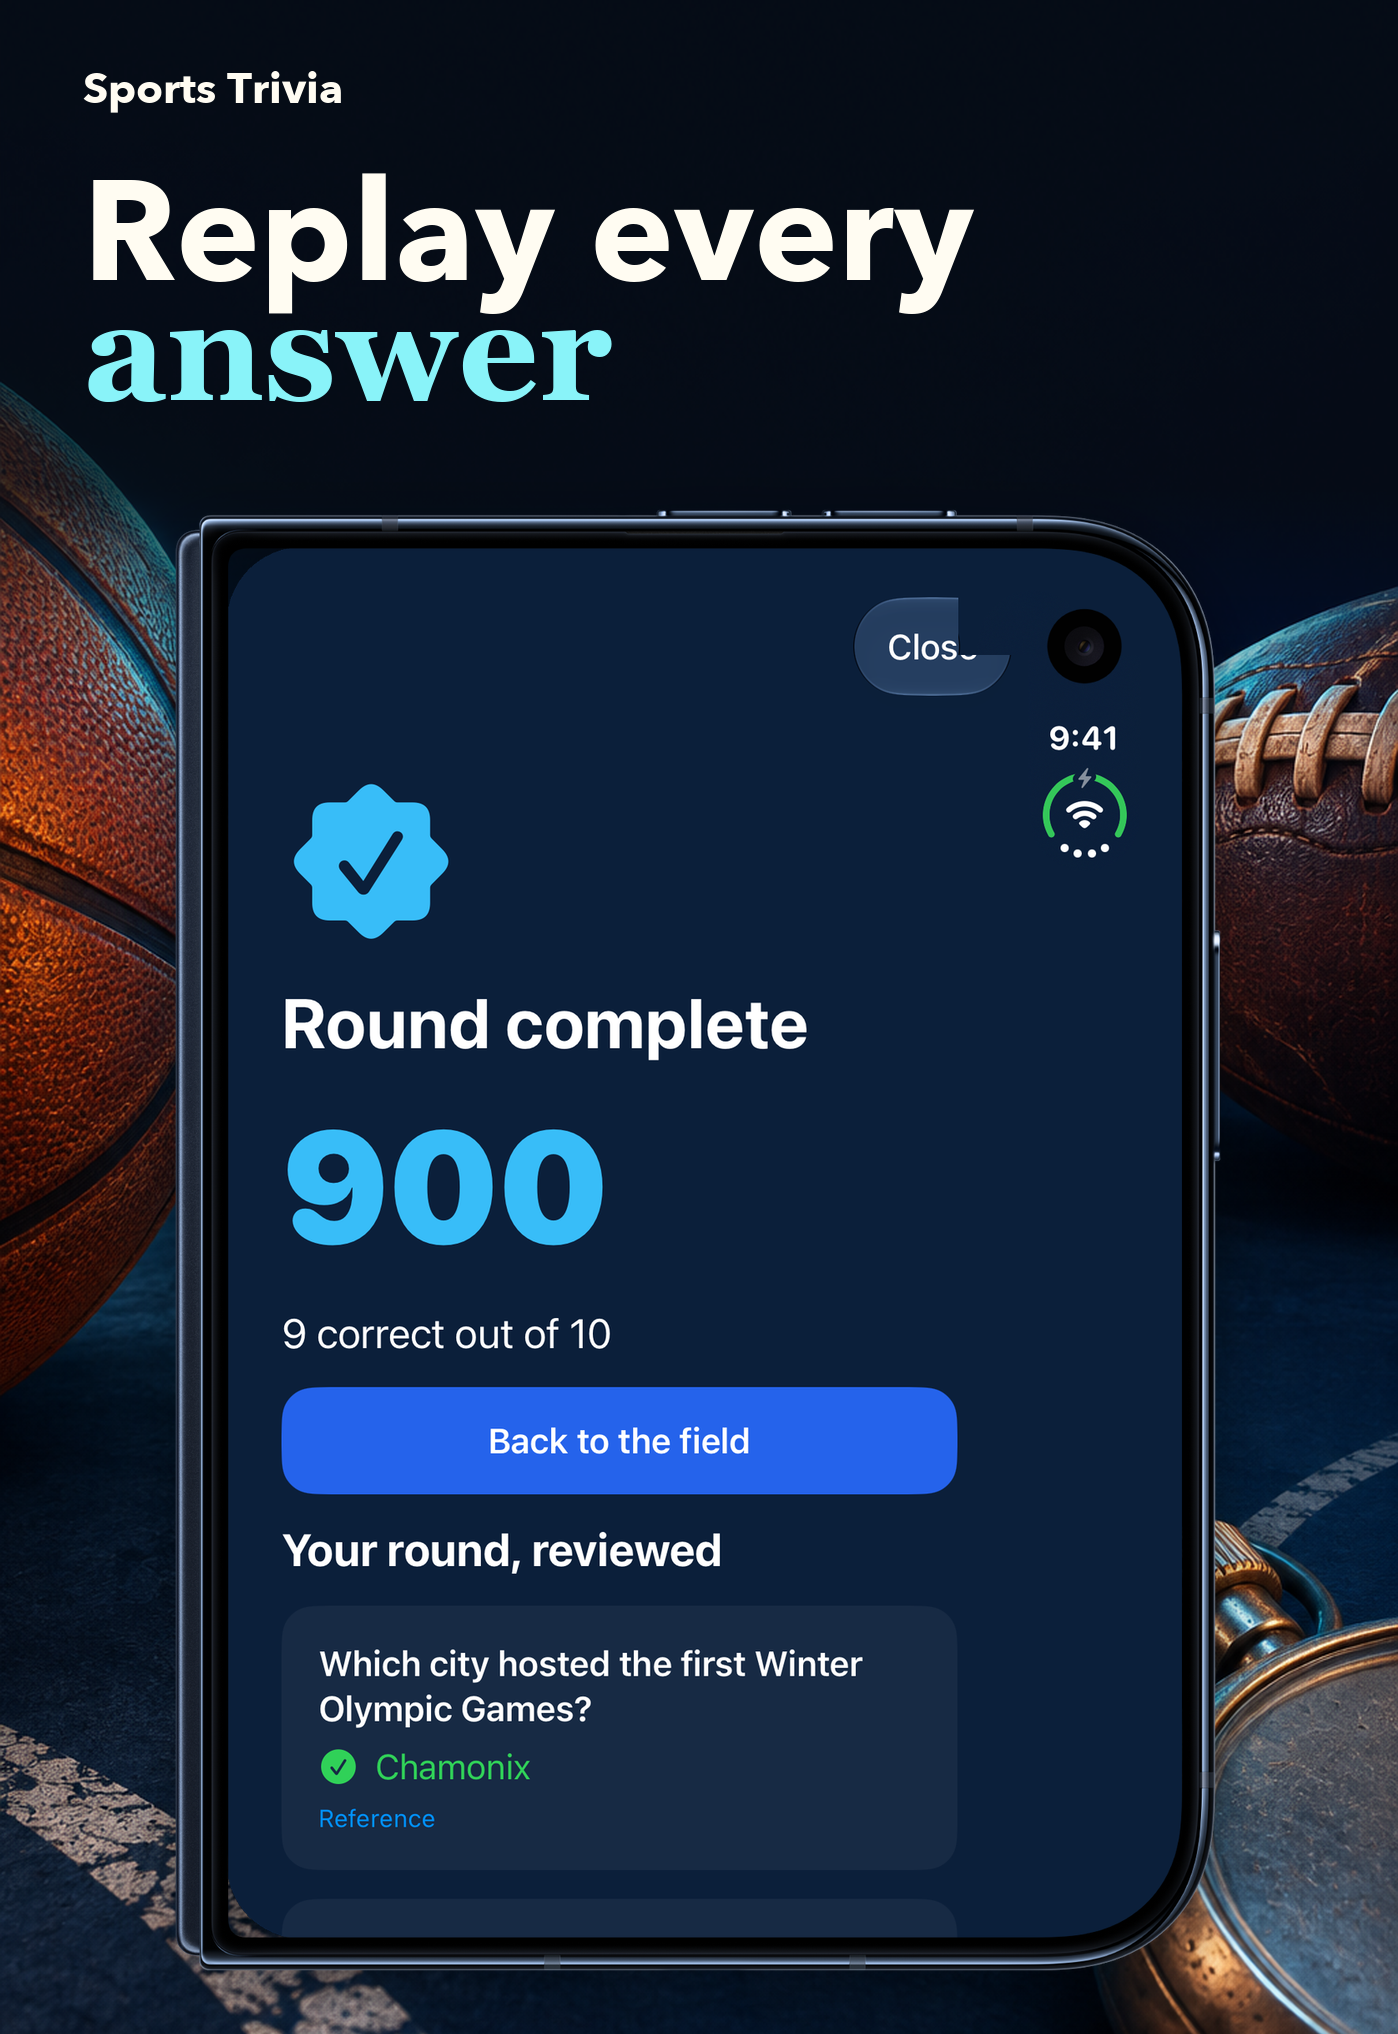 Sports Trivia
Replay every
answer
Close
9:41
Round complete
900
9 correct out of 10
Back to the field
Your round, reviewed
Which city hosted the first Winter
Olympic Games?
Chamonix
Reference